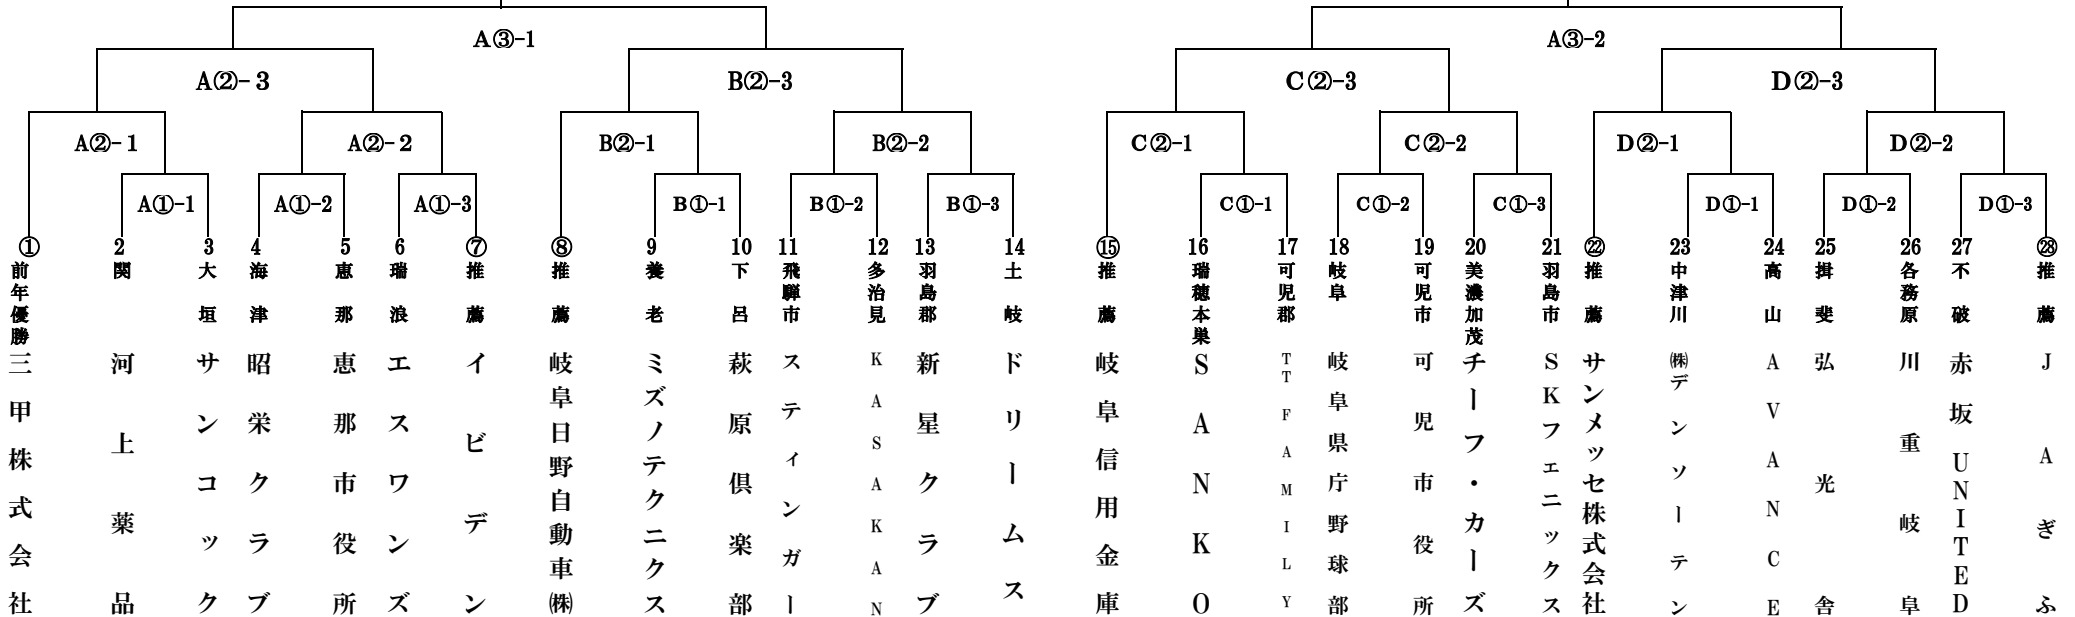 A③-1
A③-2
A②-3
B②-3
C②-3
D②-3
A②-1
A②-2
B②-1
B②-2
C②-1
C②-2
D②-1
D②-2
A①-1
A①-2
A①-3
B①-1
B①-2
B①-3
C①-1
C①-2
C①-3
D①-1
D①-2
D①-3
① 前年優勝 三甲株式会社
2 関 河上薬品
3 大垣 サンコック
4 海津 昭栄クラブ
5 恵那 恵那市役所
6 瑞浪 エスワンズ
⑦ 推薦 イビデン
⑧ 推薦 岐阜日野自動車㈱
9 養老 ミズノテクニクス
10 下呂 萩原倶楽部
11 飛騨市 スティンガー
12 多治見 KASAKAN
13 羽島郡 新星クラブ
14 土岐 ドリームス
⑮ 推薦 岐阜信用金庫
16 瑞穂本巣 SANKO
17 可児郡 TTFAMILY
18 岐阜 岐阜県庁野球部
19 可児市 可児市役所
20 美濃加茂 チーフ・カーズ
21 羽島市 SKフェニックス
㉒ 推薦 サンメッセ株式会社
23 中津川 ㈱デンソーテン
24 高山 AVANCE
25 揖斐 弘光舎
26 各務原 川重岐阜
27 不破 赤坂UNITED
㉘ 推薦 JAぎふ